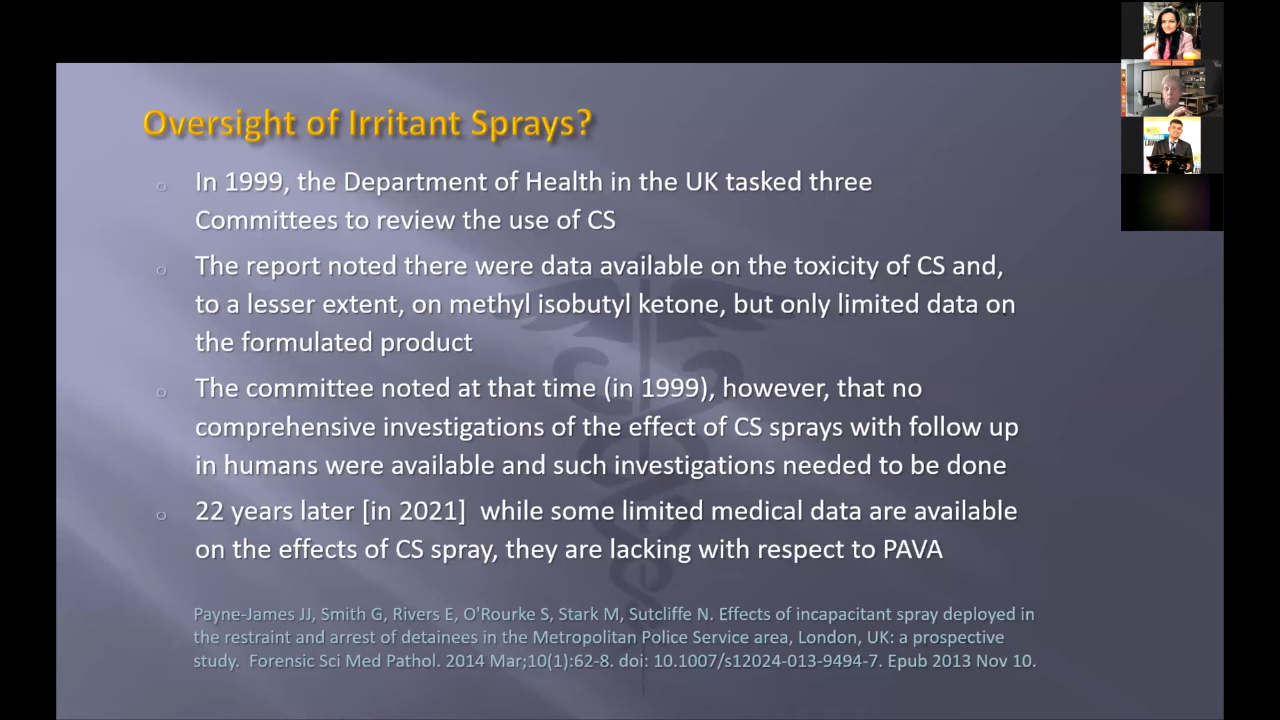 Oversight of Irritant Sprays?
In 1999, the Department of Health in the UK tasked three
Committees to review the use of CS
The report noted there were data available on the toxicity of CS and,
to a lesser extent, on methyl isobutyl ketone, but only limited data on
the formulated product
The committee noted at that time (in 1999), however, that no
comprehensive investigations of the effect of CS sprays with follow up
in humans were available and such investigations needed to be done
22 years later [in 2021]  while some limited medical data are available
on the effects of CS spray, they are lacking with respect to PAVA
Payne-James JJ, Smith G, Rivers E, O'Rourke S, Stark M, Sutcliffe N. Effects of incapacitant spray deployed in
the restraint and arrest of detainees in the Metropolitan Police Service area, London, UK: a prospective
study.  Forensic Sci Med Pathol. 2014 Mar;10(1):62-8. doi: 10.1007/s12024-013-9494-7. Epub 2013 Nov 10.